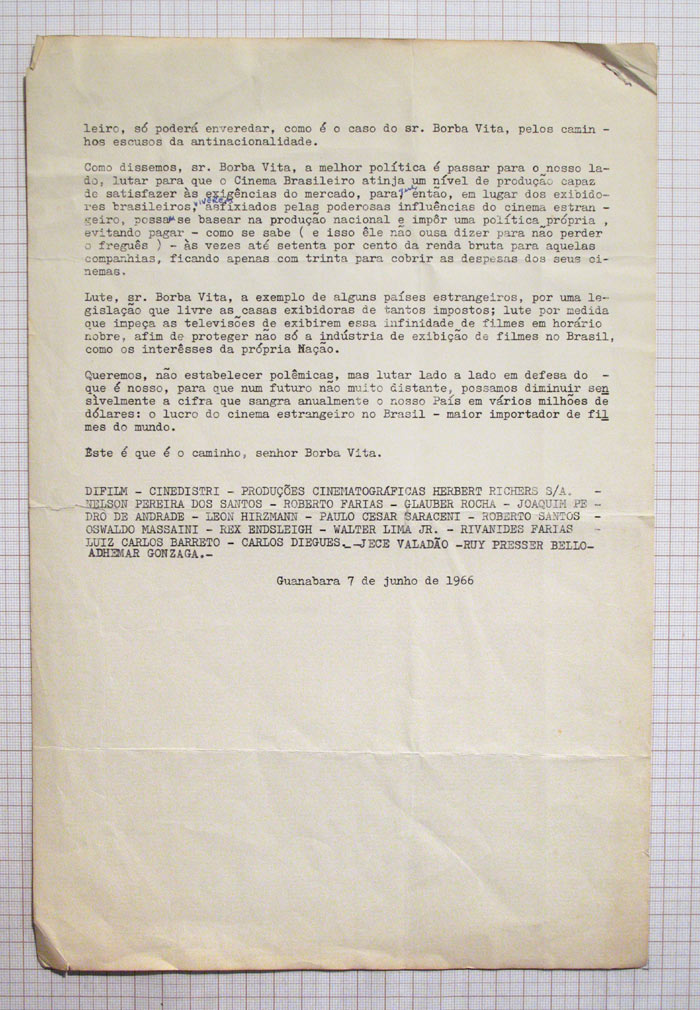 leiro, só poderá enveredar, como é o caso do sr. Borba Vita, pelos camin -
hos escusos da antinacionalidade.
Como dissemos, sr. Borba Vita, a melhor política é passar para o nosso la-
do, lutar para que o Cinema Brasileiro atinja um nível de produção capaz
de satisfazer às exigências do mercado, para, então, em lugar dos exibido-
res brasileiros, viverem asfixiados pelas poderosas influências do cinema estran -
geiro, possam se basear na produção nacional e impôr uma política própria ,
evitando pagar - como se sabe ( e isso êle não ousa dizer para não perder
o freguês ) - às vezes até setenta por cento da renda bruta para aquelas
companhias, ficando apenas com trinta para cobrir as despesas dos seus ci-
nemas.
Lute, sr. Borba Vita, a exemplo de alguns países estrangeiros, por uma le-
gislação que livre as casas exibidoras de tantos impostos; lute por medida
que impeça as televisões de exibirem essa infinidade de filmes em horário
nobre, afim de proteger não só a indústria de exibição de filmes no Brasil,
como os interêsses da própria Nação.
Queremos, não estabelecer polêmicas, mas lutar lado a lado em defesa do -
que é nosso, para que num futuro não muito distante, possamos diminuir sen
sìvelmente a cifra que sangra anualmente o nosso País em vários milhões de
dólares: o lucro do cinema estrangeiro no Brasil - maior importador de fil
mes do mundo.
Êste é que é o caminho, senhor Borba Vita.
DIFILM - CINEDISTRI - PRODUÇÕES CINEMATOGRÁFICAS HERBERT RICHERS S/A. -
NELSON PEREIRA DOS SANTOS - ROBERTO FARIAS - GLAUBER ROCHA - JOAQUIM PE -
DRO DE ANDRADE - LEON HIRZMANN - PAULO CESAR SARACENI - ROBERTO SANTOS -
OSWALDO MASSAINI - REX ENDSLEIGH - WALTER LIMA JR. - RIVANIDES FARIAS -
LUIZ CARLOS BARRETO - CARLOS DIEGUES.- JECE VALADÃO -RUY PRESSER BELLO-
ADHEMAR GONZAGA.-
Guanabara 7 de junho de 1966